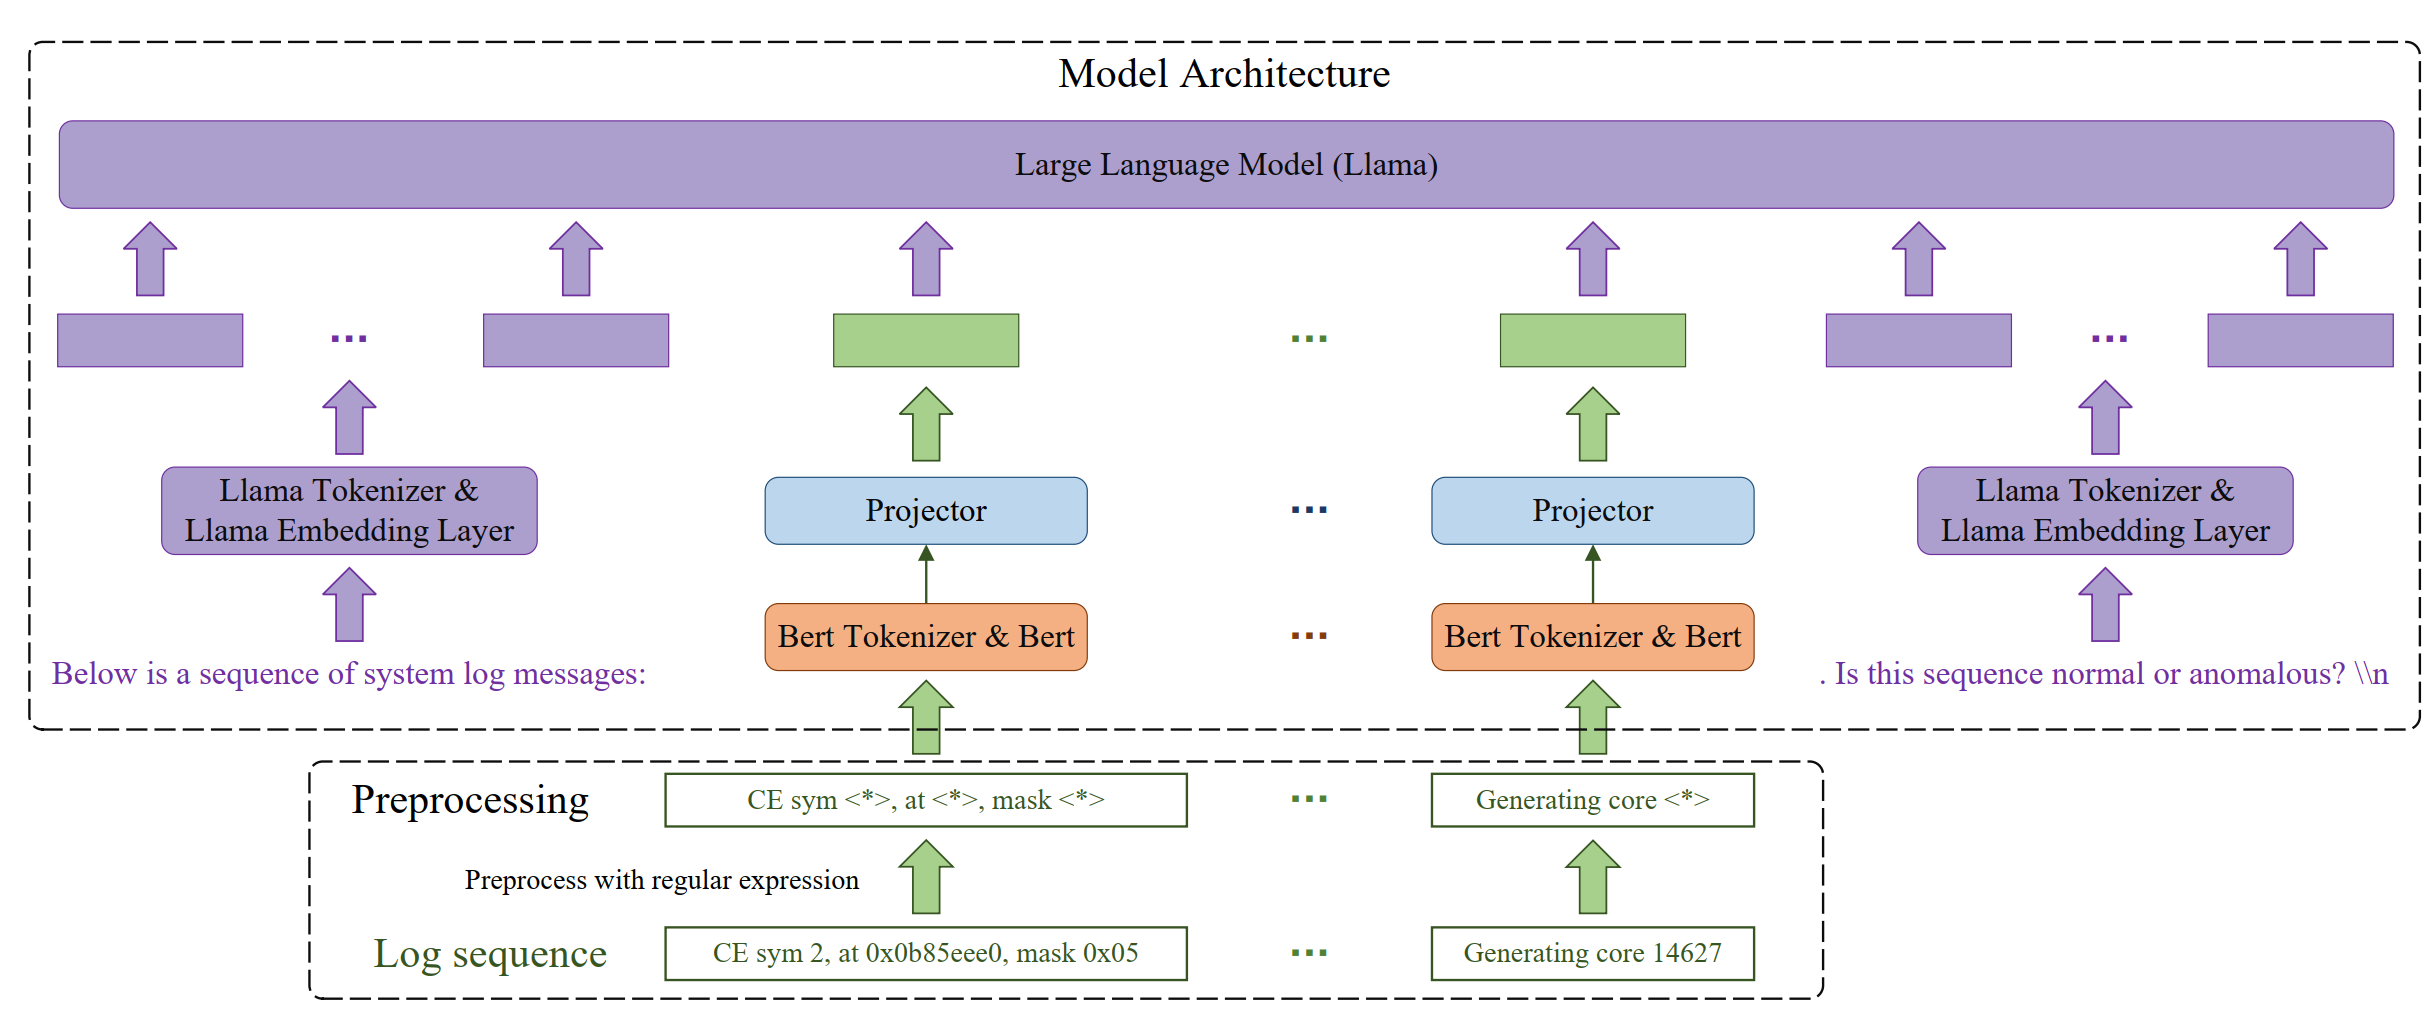 Model Architecture
Large Language Model (Llama)
...
...
...
Llama Tokenizer &
Llama Embedding Layer
Projector
...
Projector
Llama Tokenizer &
Llama Embedding Layer
Bert Tokenizer & Bert
...
Bert Tokenizer & Bert
Below is a sequence of system log messages:
. Is this sequence normal or anomalous? \\n
Preprocessing
CE sym <*>, at <*>, mask <*>
...
Generating core <*>
Preprocess with regular expression
Log sequence
CE sym 2, at 0x0b85eee0, mask 0x05
...
Generating core 14627